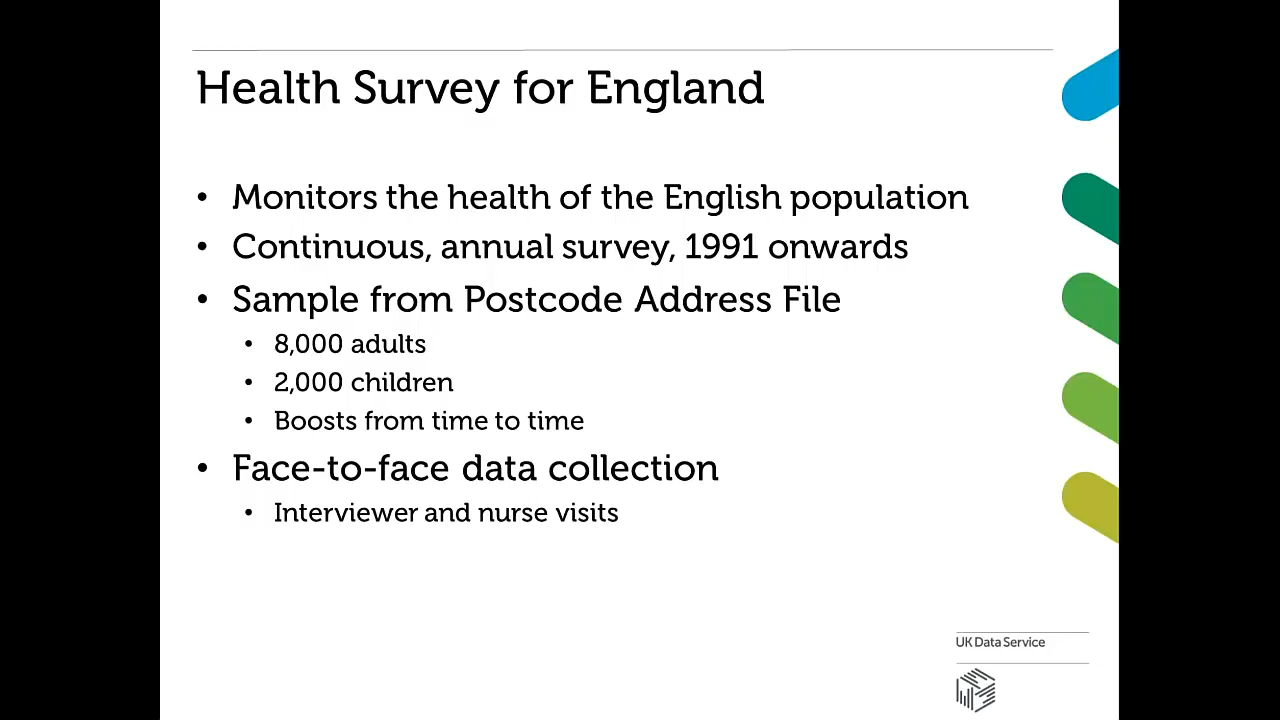 Health Survey for England
• Monitors the health of the English population
• Continuous, annual survey, 1991 onwards
• Sample from Postcode Address File
• 8,000 adults
• 2,000 children
• Boosts from time to time
• Face-to-face data collection
• Interviewer and nurse visits
UK Data Service